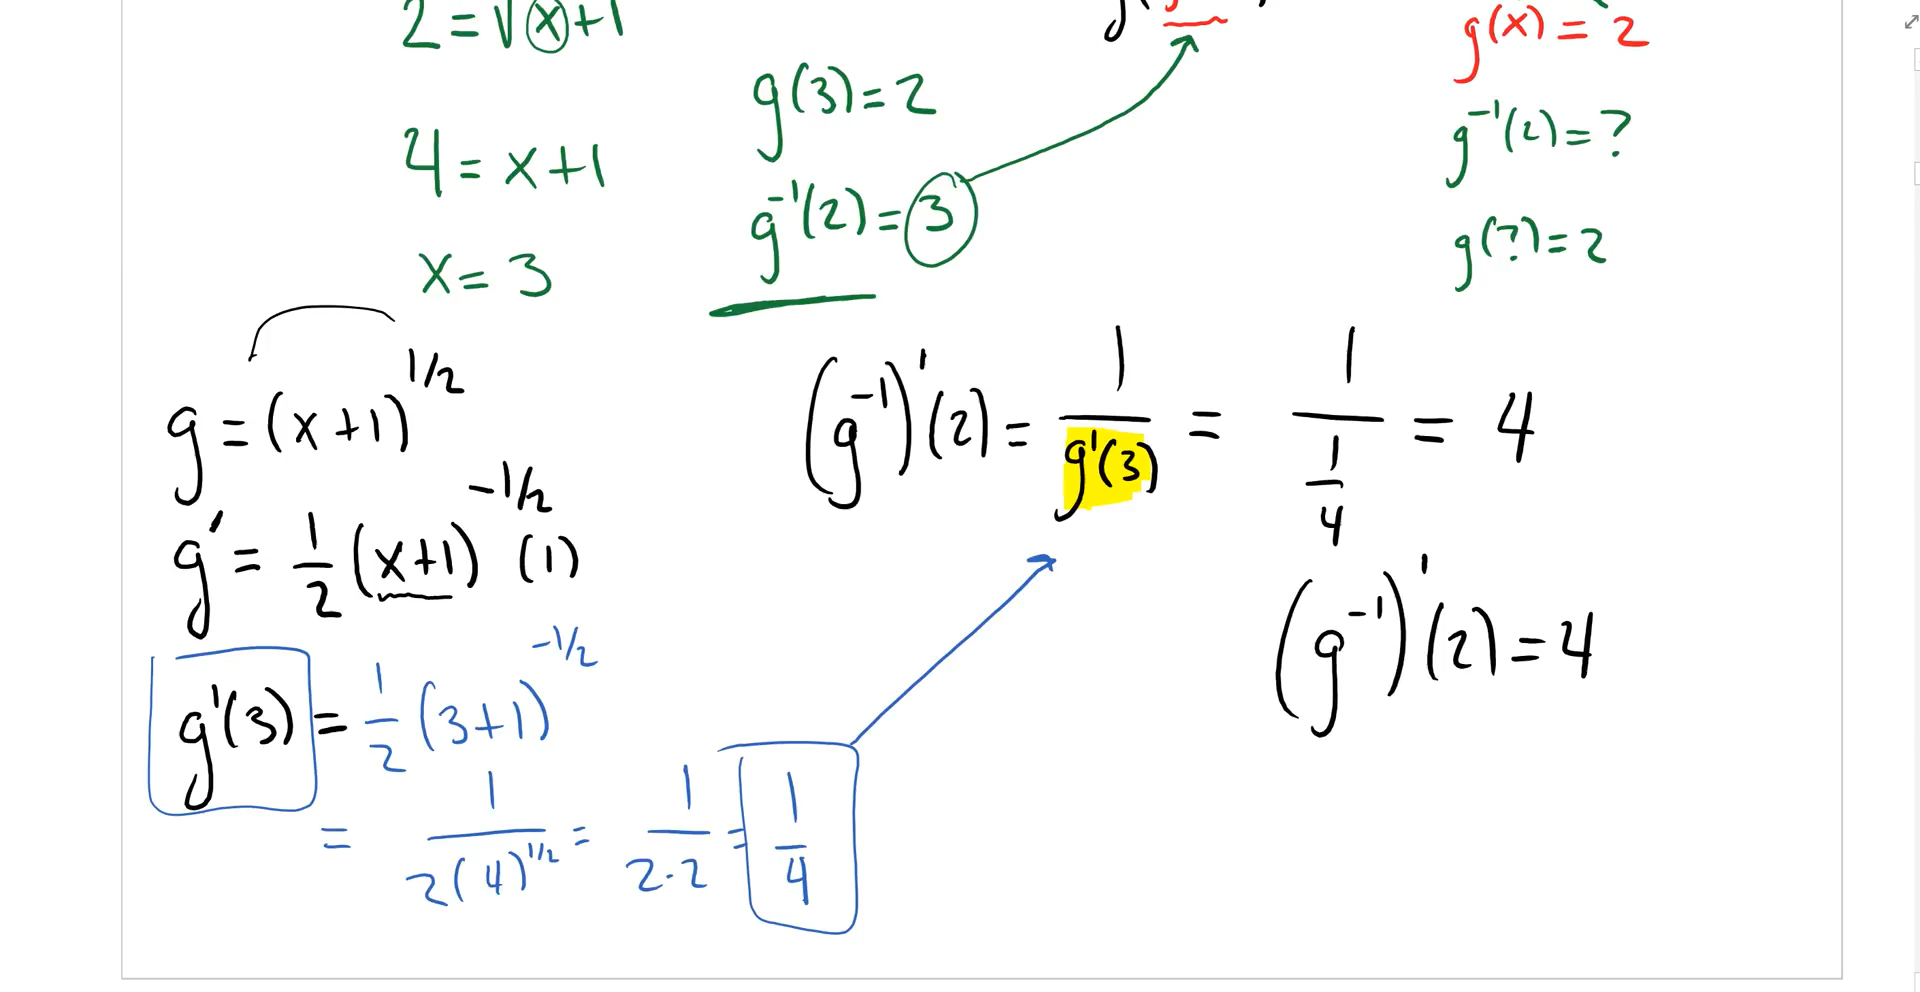 2 = √x+1
4 = x+1
x = 3
g(3) = 2
g⁻¹(2) = 3
g(x) = 2
g⁻¹(2) = ?
g(?) = 2
g = (x+1)^1/2
g' = 1/2 (x+1)^-1/2 (1)
g'(3) = 1/2 (3+1)^-1/2
= 1/2(4)^1/2 = 1/2·2 = 1/4
(g⁻¹)'(2) = 1/g'(3) = 1/(1/4) = 4
(g⁻¹)'(2) = 4